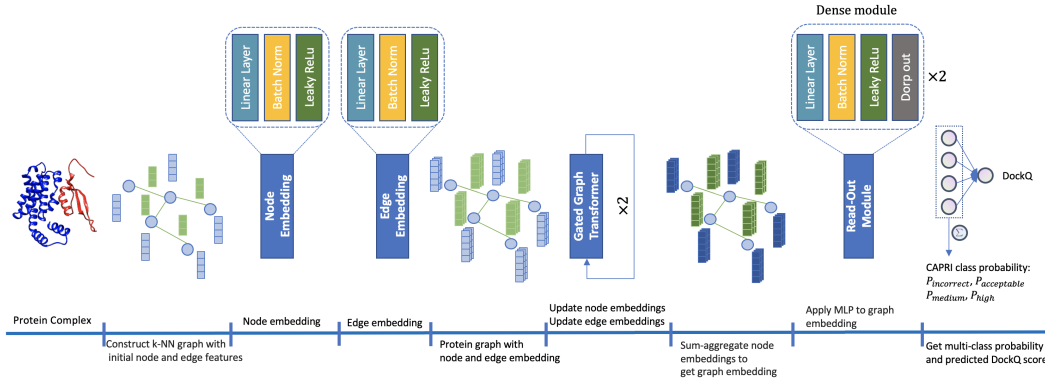 Dense module
Linear Layer
Batch Norm
Leaky ReLu
Linear Layer
Batch Norm
Leaky ReLu
Linear Layer
Batch Norm
Leaky ReLu
Dorp out
×2
Node
Embedding
Edge
Embedding
Gated Graph
Transformer
×2
Read-Out
Module
DockQ
Σ
CAPRI class probability:
P_incorrect, P_acceptable
P_medium, P_high
Protein Complex
Construct k-NN graph with
initial node and edge features
Node embedding
Edge embedding
Protein graph with
node and edge embedding
Update node embeddings
Update edge embeddings
Sum-aggregate node
embeddings to
get graph embedding
Apply MLP to graph
embedding
Get multi-class probability
and predicted DockQ score